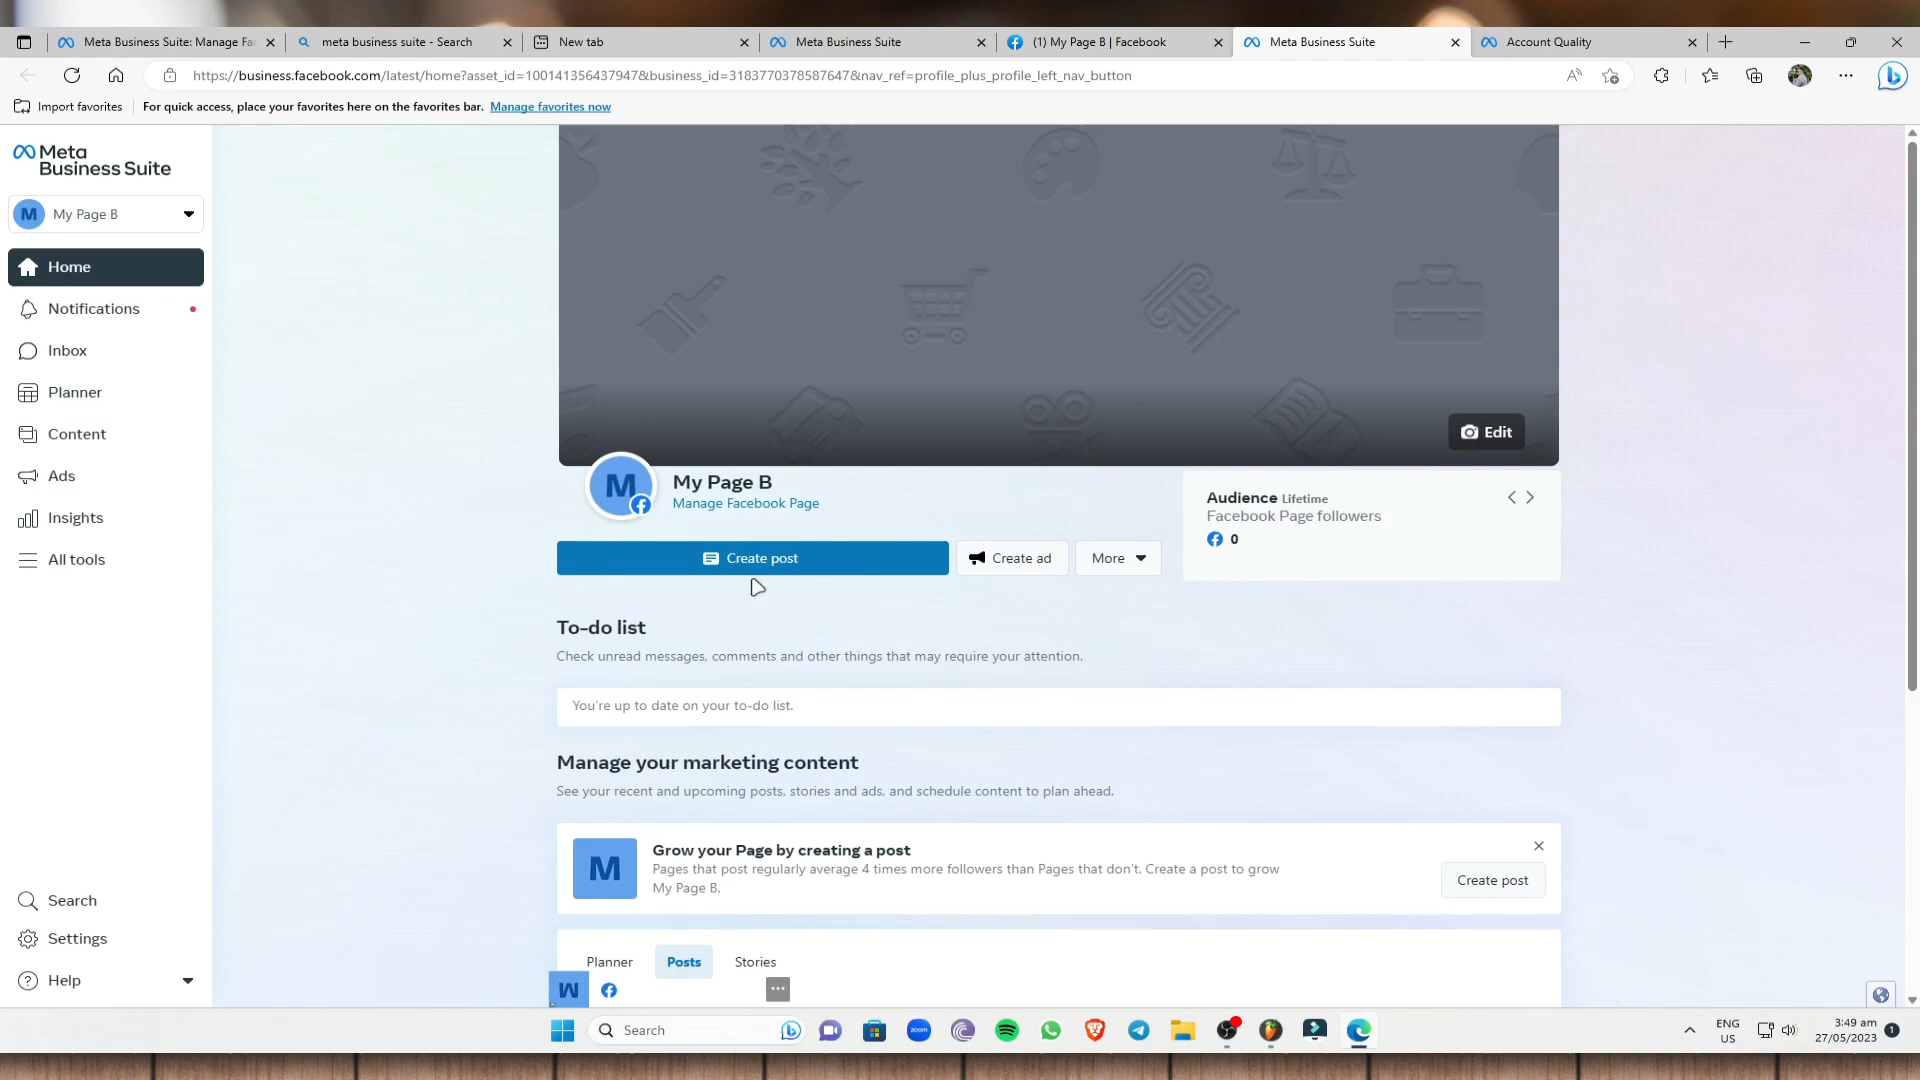 Meta Business Suite: Manage Fa
meta business suite - Search
New tab
Meta Business Suite
(1) My Page B | Facebook
Meta Business Suite
Account Quality
https://business.facebook.com/latest/home?asset_id=100141356437947&business_id=3183770378587647&nav_ref=profile_plus_profile_left_nav_button
Import favorites
For quick access, place your favorites here on the favorites bar. Manage favorites now
Meta
Business Suite
M My Page B
Home
Notifications
Inbox
Planner
Content
Ads
Insights
All tools
Search
Settings
Help
Edit
M
My Page B
Manage Facebook Page
Create post
Create ad
More
Audience Lifetime
Facebook Page followers
0
To-do list
Check unread messages, comments and other things that may require your attention.
You're up to date on your to-do list.
Manage your marketing content
See your recent and upcoming posts, stories and ads, and schedule content to plan ahead.
M
Grow your Page by creating a post
Pages that post regularly average 4 times more followers than Pages that don't. Create a post to grow
My Page B.
Create post
Planner
Posts
Stories
M
Search
zoom
ENG
US
3:49 am
27/05/2023
1